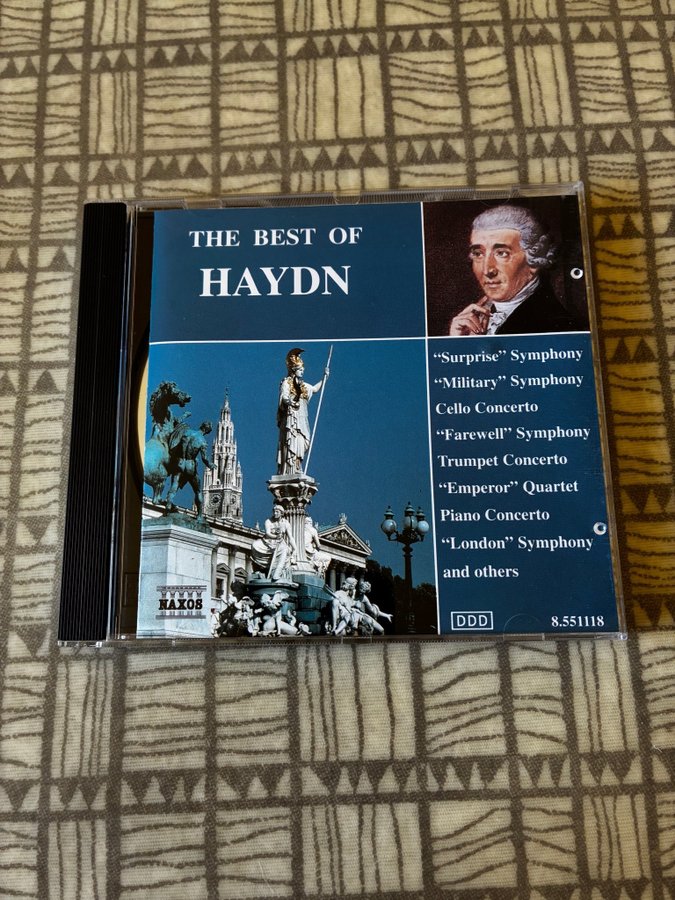 THE BEST OF
HAYDN
“Surprise” Symphony
“Military” Symphony
Cello Concerto
“Farewell” Symphony
Trumpet Concerto
“Emperor” Quartet
Piano Concerto
“London” Symphony
and others
NAXOS
DDD
8.551118